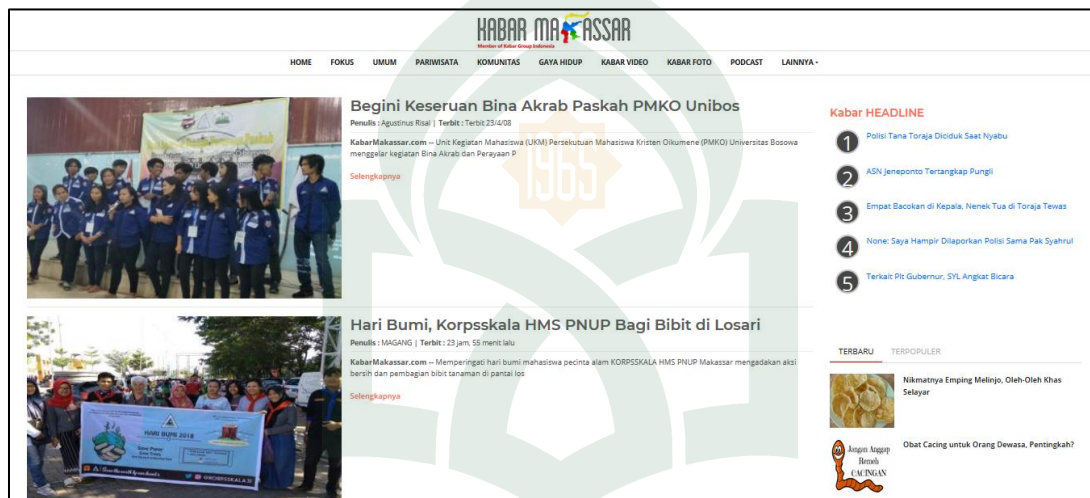 KABAR MAKASSAR
Member of Kabar Group Indonesia
HOME FOKUS UMUM PARIWISATA KOMUNITAS GAYA HIDUP KABAR VIDEO KABAR FOTO PODCAST LAINNYA
Begini Keseruan Bina Akrab Paskah PMKO Unibos
Penulis : Agustinus Risal | Terbit : Terbit 23/4/08
KabarMakassar.com -- Unit Kegiatan Mahasiswa (UKM) Persekutuan Mahasiswa Kristen Oikumene (PMKO) Universitas Bosowa
menggelar kegiatan Bina Akrab dan Perayaan P
Selengkapnya
Hari Bumi, Korpsskala HMS PNUP Bagi Bibit di Losari
Penulis : MAGANG | Terbit : 23 jam, 55 menit lalu
KabarMakassar.com -- Memperingati hari bumi mahasiswa pecinta alam KORPSSKALA HMS PNUP Makassar mengadakan aksi
bersih dan pembagian bibit tanaman di pantai los
Selengkapnya
HARI BUMI 2018
1965
Kabar HEADLINE
1 Polisi Tana Toraja Diciduk Saat Nyabu
2 ASN Jeneponto Tertangkap Pungli
3 Empat Bacokan di Kepala, Nenek Tua di Toraja Tewas
4 None: Saya Hampir Dilaporkan Polisi Sama Pak Syahrul
5 Terkait Plt Gubernur, SYL Angkat Bicara
TERBARU TERPOPULER
Nikmatnya Emping Melinjo, Oleh-Oleh Khas
Selayar
Obat Cacing untuk Orang Dewasa, Pentingkah?
Jangan Anggap
Remeh
CACINGAN